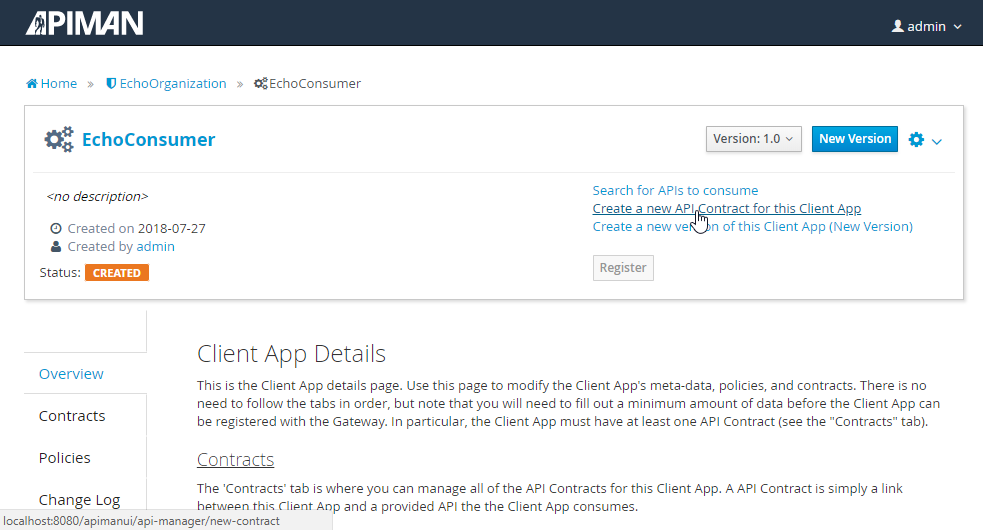 APIMAN
admin
Home » EchoOrganization » EchoConsumer
EchoConsumer
Version: 1.0
New Version
<no description>
Search for APIs to consume
Create a new API Contract for this Client App
Created on 2018-07-27
Create a new version of this Client App (New Version)
Created by admin
Status: CREATED
Register
Overview
Contracts
Policies
Change Log
Client App Details
This is the Client App details page. Use this page to modify the Client App's meta-data, policies, and contracts. There is no
need to follow the tabs in order, but note that you will need to fill out a minimum amount of data before the Client App can
be registered with the Gateway. In particular, the Client App must have at least one API Contract (see the "Contracts" tab).
Contracts
The 'Contracts' tab is where you can manage all of the API Contracts for this Client App. A API Contract is simply a link
between this Client App and a provided API the the Client App consumes.
localhost:8080/apimanui/api-manager/new-contract